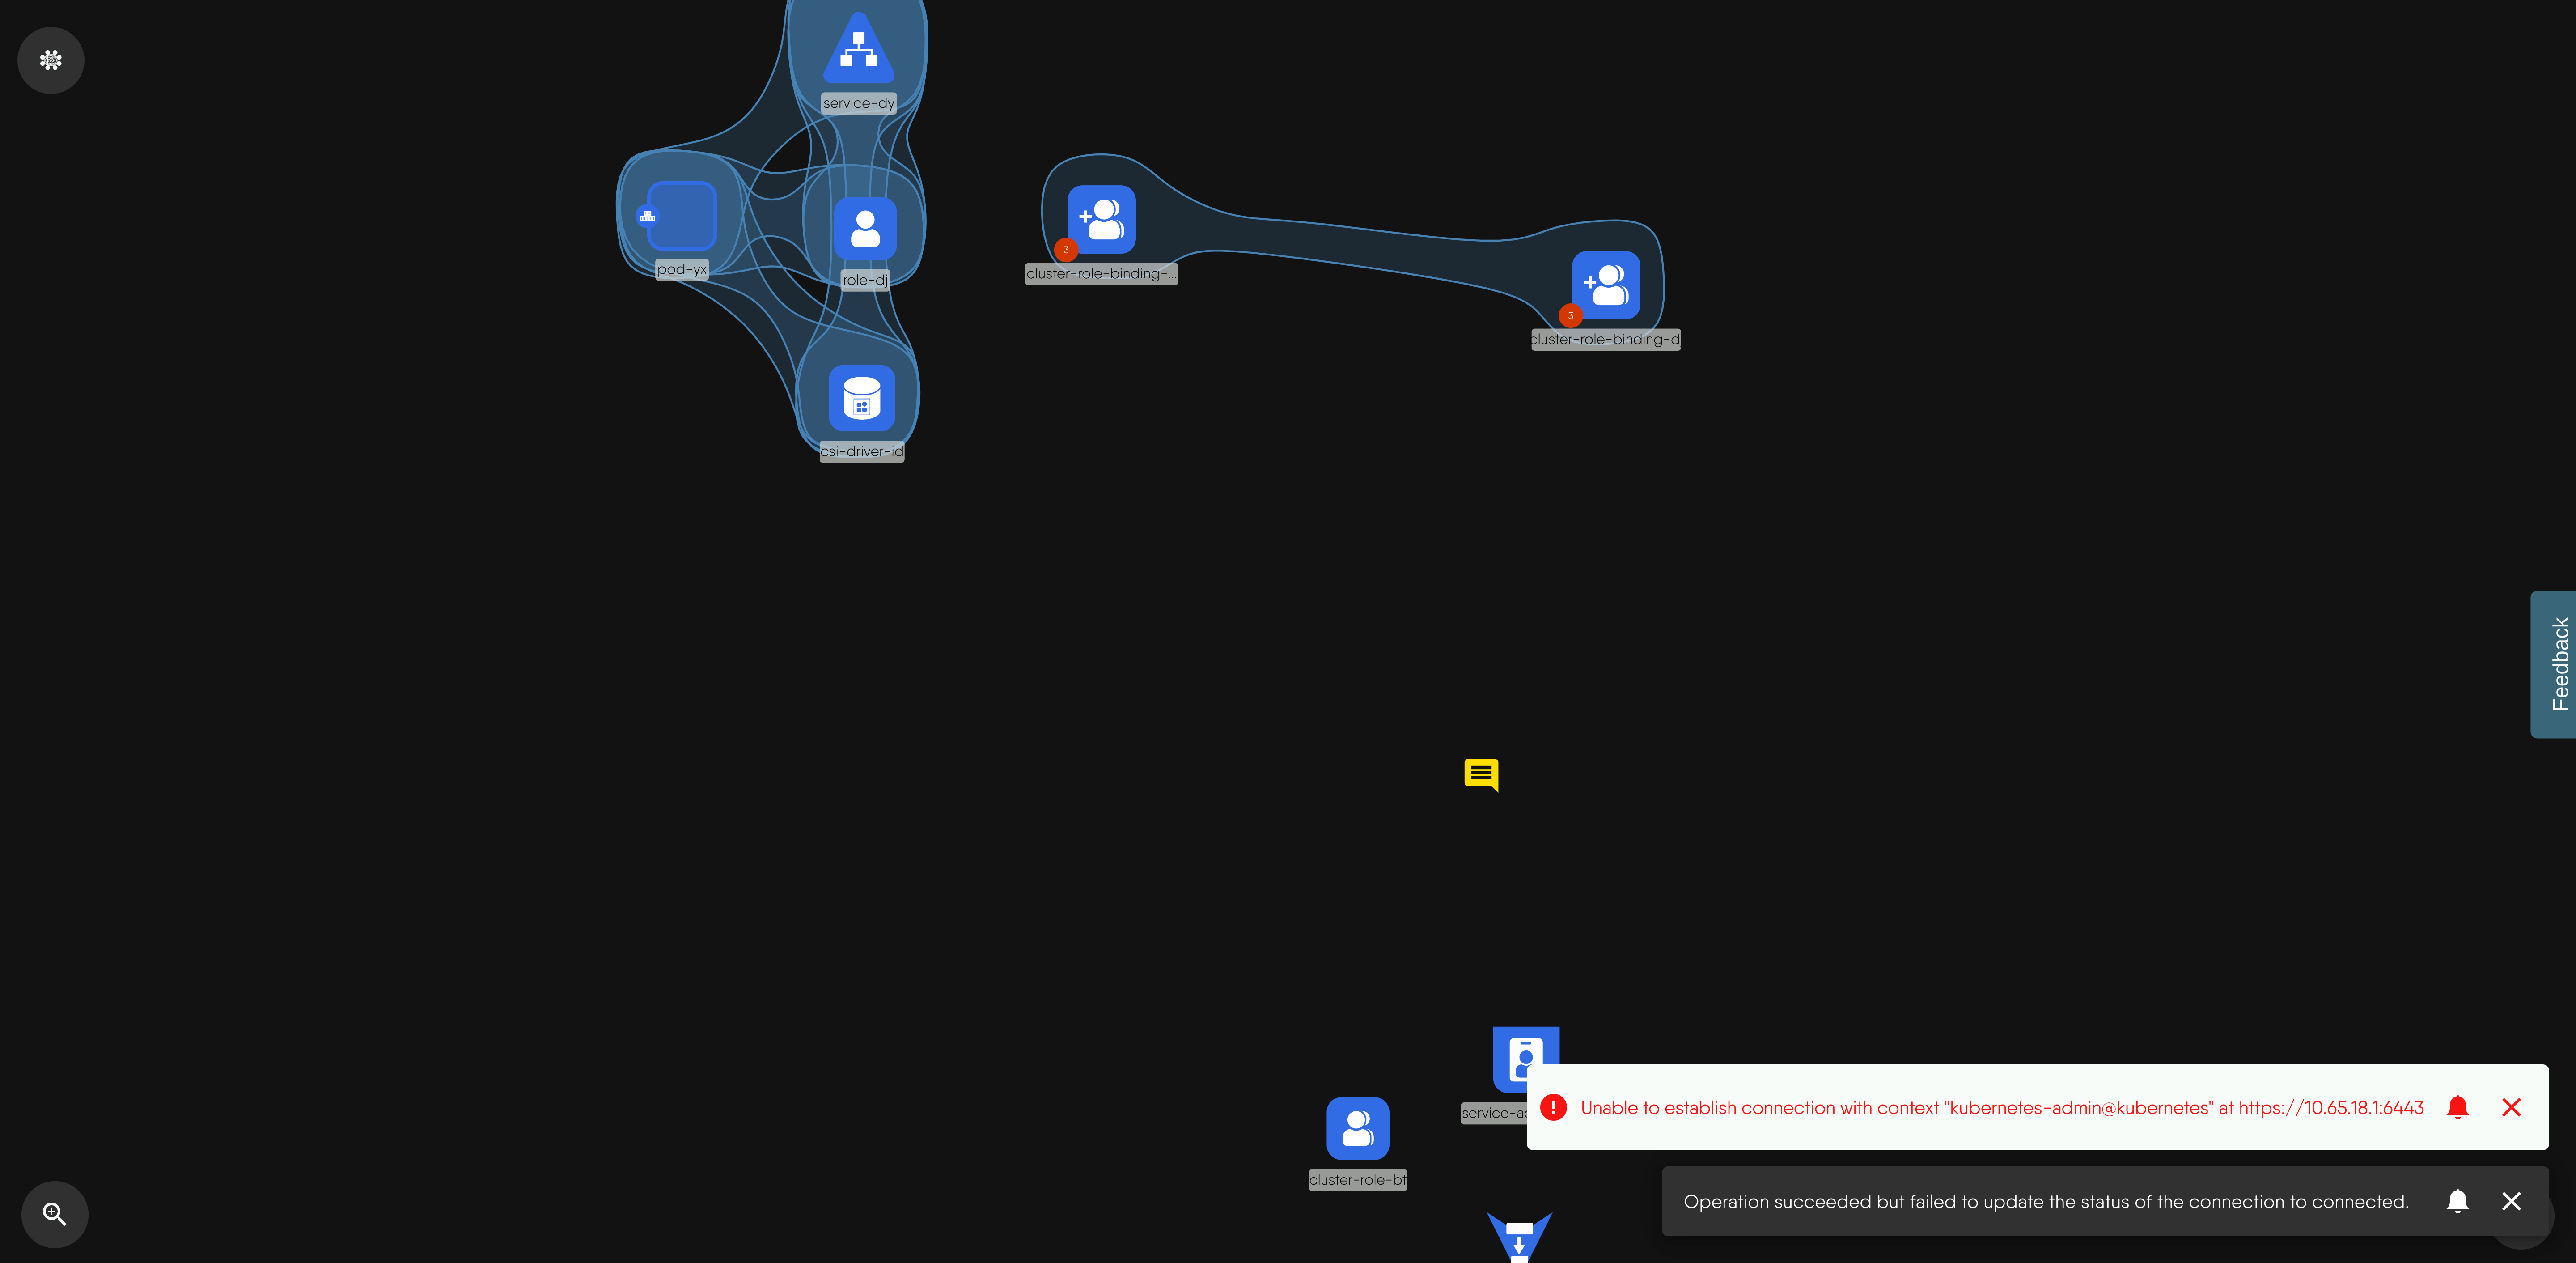 service-dy
pod-yx
role-dj
3
cluster-role-binding-...
3
cluster-role-binding-d
csi-driver-id
Feedback
service-ac
Unable to establish connection with context "kubernetes-admin@kubernetes" at https://10.65.18.1:6443
cluster-role-bt
Operation succeeded but failed to update the status of the connection to connected.